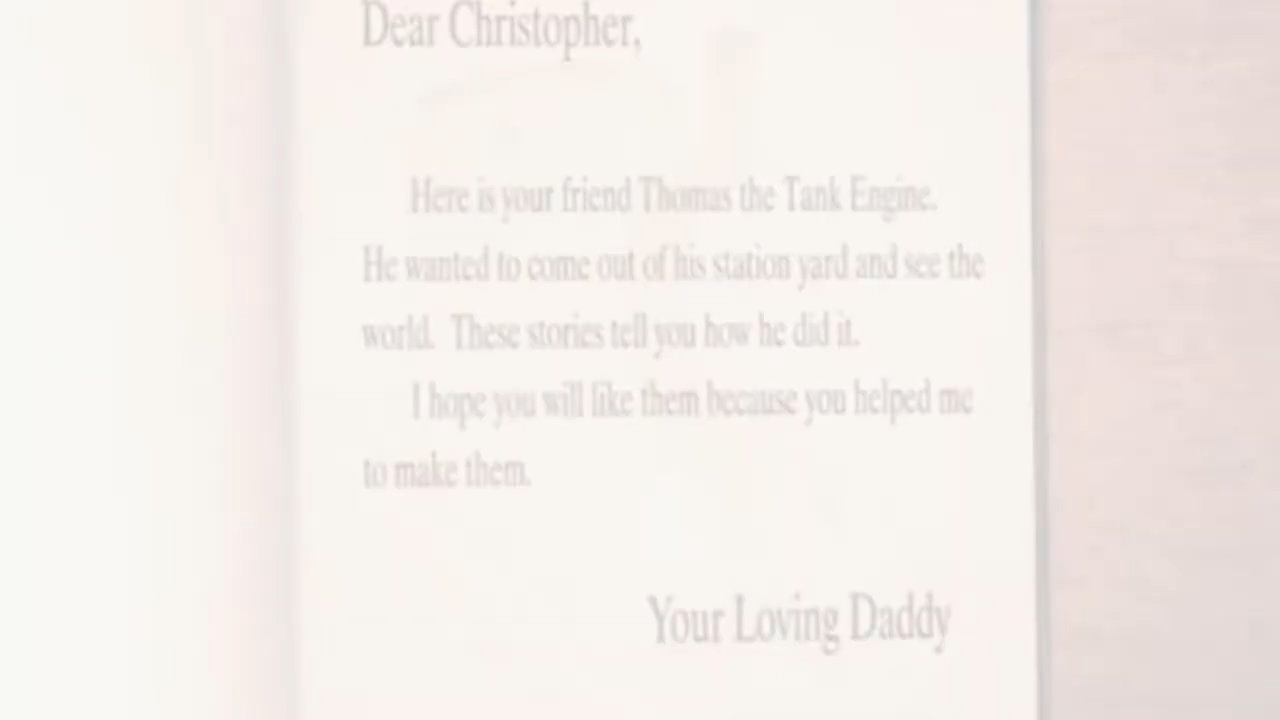 Dear Christopher,
Here is your friend Thomas the Tank Engine.
He wanted to come out of his station yard and see the
world. These stories tell you how he did it.
I hope you will like them because you helped me
to make them.
Your Loving Daddy